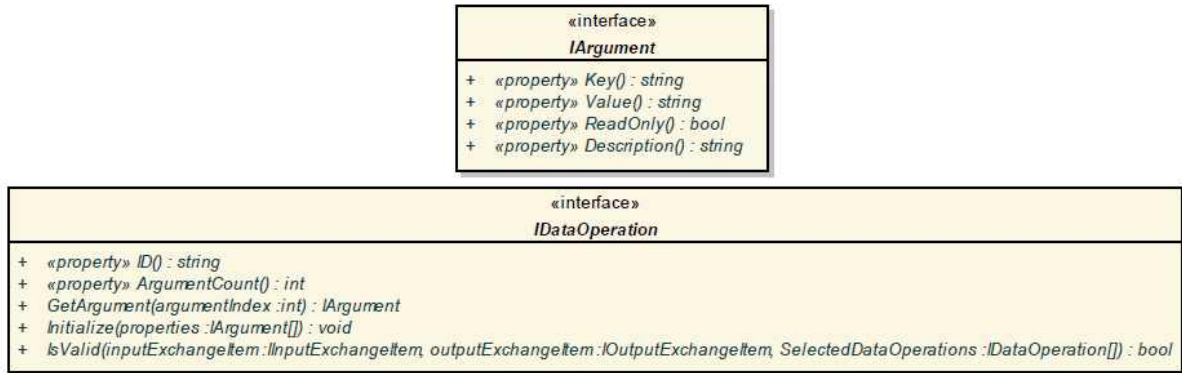 «interface»
IArgument
+ «property» Key() : string
+ «property» Value() : string
+ «property» ReadOnly() : bool
+ «property» Description() : string
«interface»
IDataOperation
+ «property» ID() : string
+ «property» ArgumentCount() : int
+ GetArgument(argumentIndex :int) : IArgument
+ Initialize(properties :IArgument[]) : void
+ IsValid(inputExchangeItem :IInputExchangeItem, outputExchangeItem :IOutputExchangeItem, SelectedDataOperations :IDataOperation[]) : bool